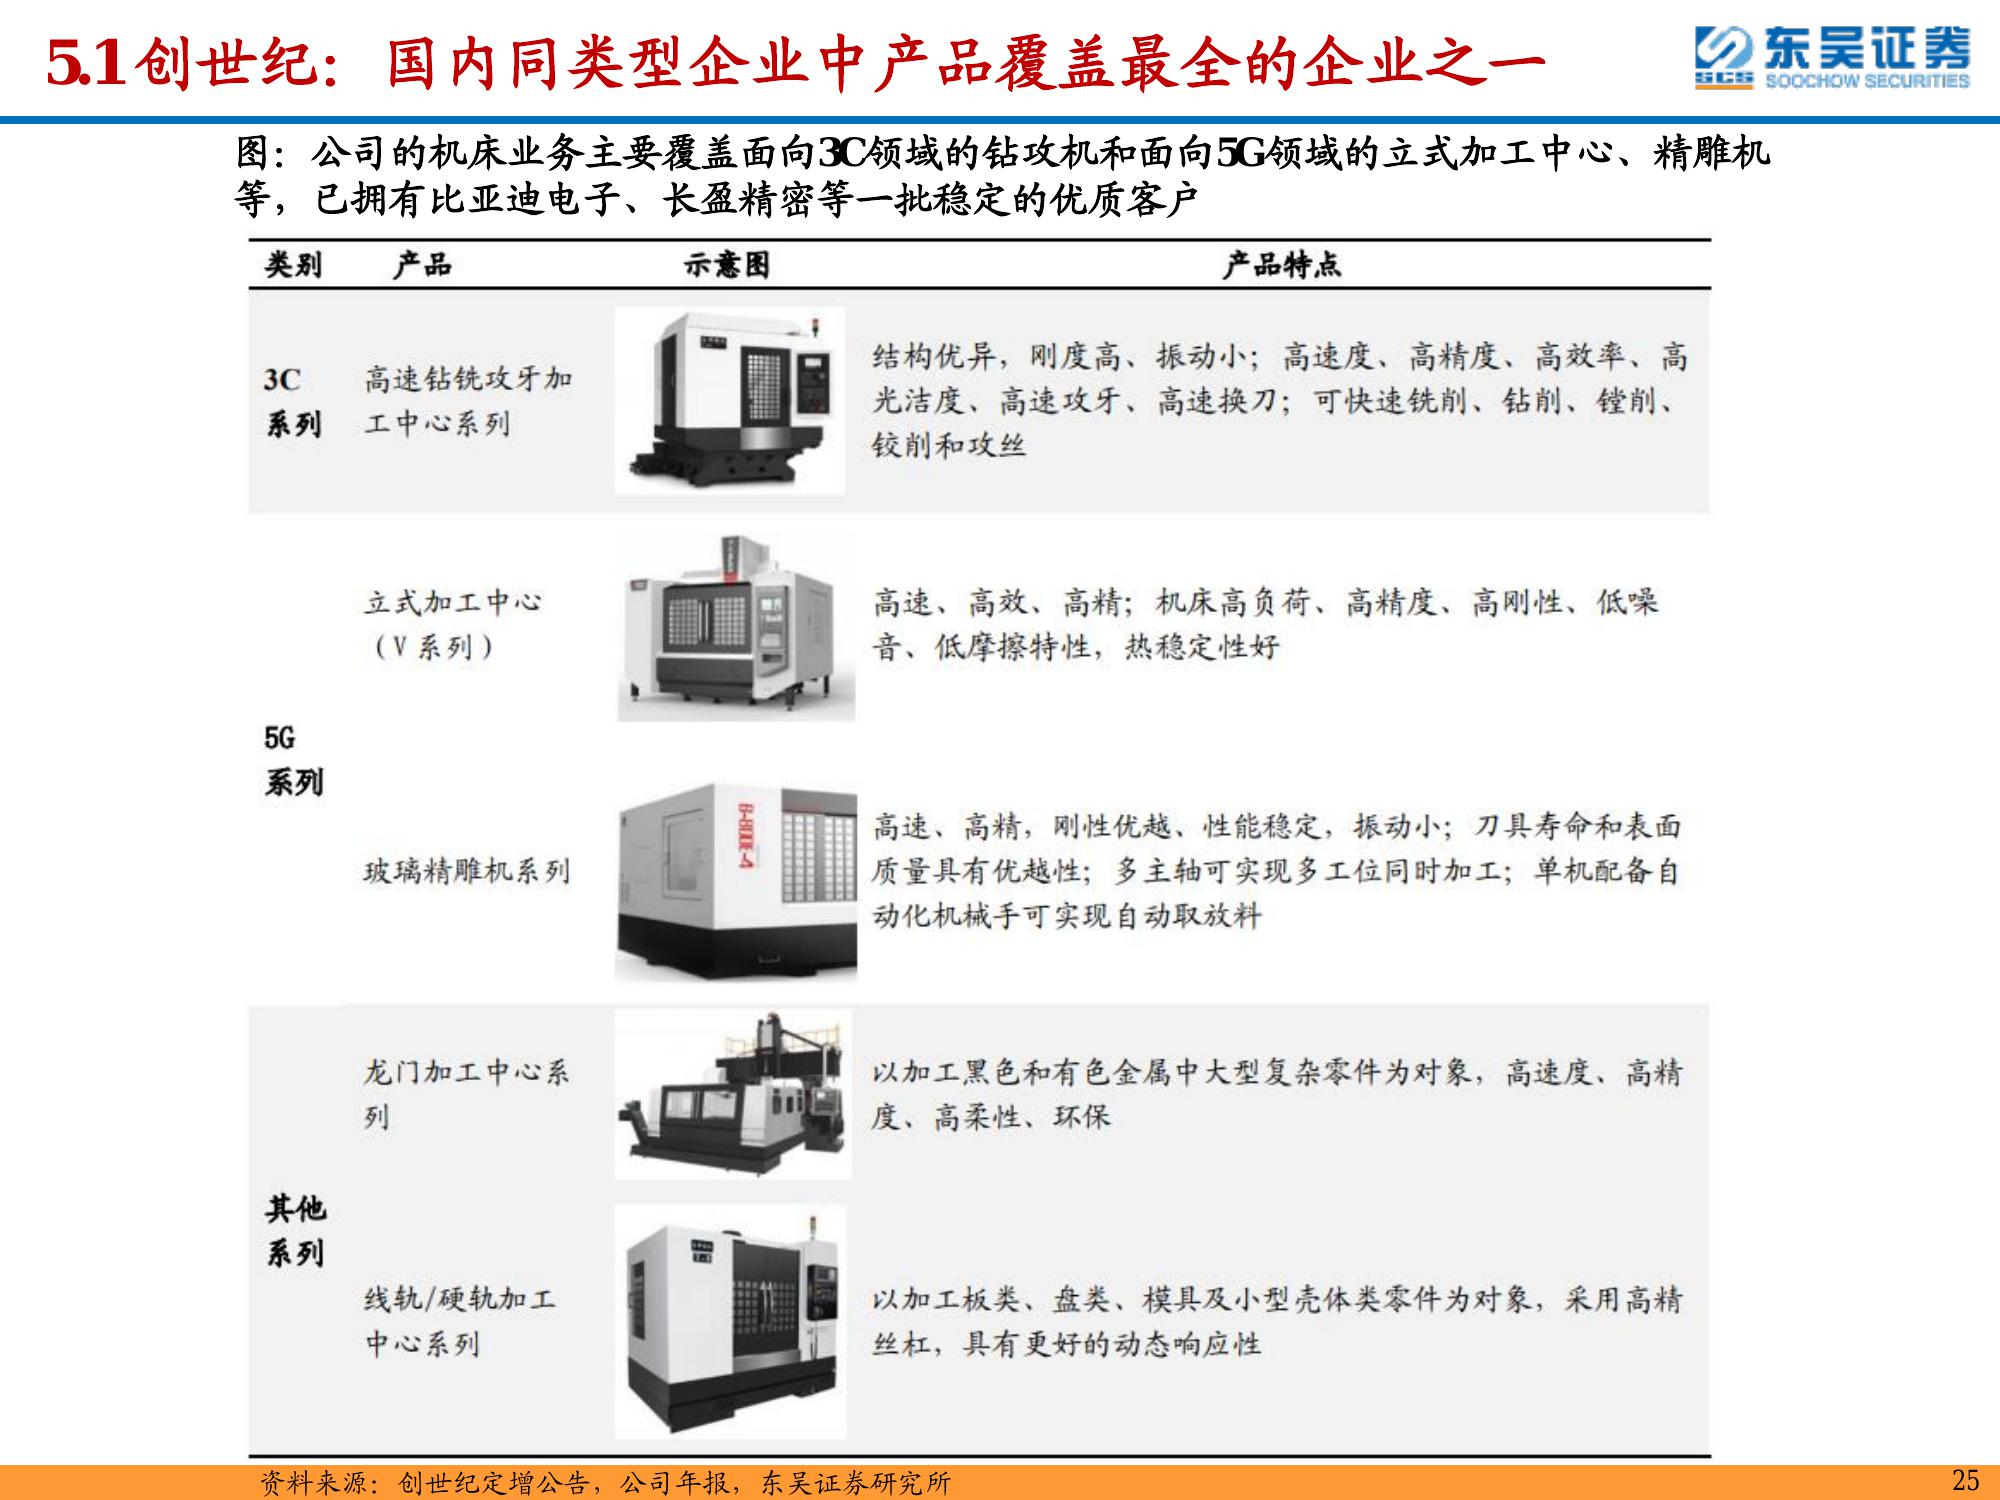 5.1创世纪：国内同类型企业中产品覆盖最全的企业之一
东吴证券
SCS SOOCHOW SECURITIES
图：公司的机床业务主要覆盖面向3C领域的钻攻机和面向5G领域的立式加工中心、精雕机
等，已拥有比亚迪电子、长盈精密等一批稳定的优质客户
类别 产品 示意图 产品特点
3C
系列
高速钻铣攻牙加
工中心系列
结构优异，刚度高、振动小；高速度、高精度、高效率、高
光洁度、高速攻牙、高速换刀；可快速铣削、钻削、镗削、
铰削和攻丝
5G
系列
立式加工中心
（V系列）
高速、高效、高精；机床高负荷、高精度、高刚性、低噪
音、低摩擦特性，热稳定性好
玻璃精雕机系列
高速、高精，刚性优越、性能稳定，振动小；刀具寿命和表面
质量具有优越性；多主轴可实现多工位同时加工；单机配备自
动化机械手可实现自动取放料
其他
系列
龙门加工中心系
列
以加工黑色和有色金属中大型复杂零件为对象，高速度、高精
度、高柔性、环保
线轨/硬轨加工
中心系列
以加工板类、盘类、模具及小型壳体类零件为对象，采用高精
丝杠，具有更好的动态响应性
资料来源：创世纪定增公告，公司年报，东吴证券研究所
25